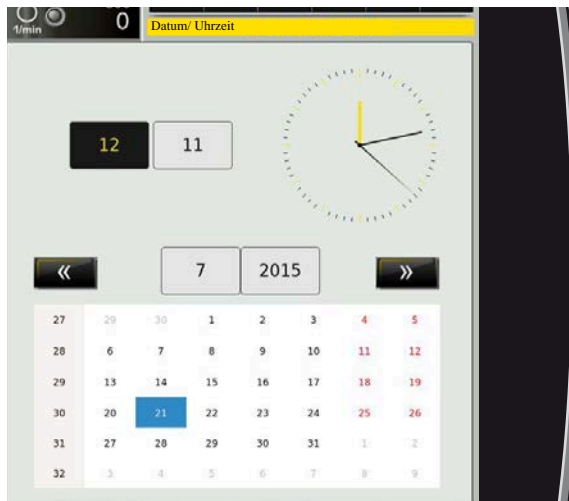 1/min 0
Datum/ Uhrzeit
12 11
« 7 2015 »
27 29 30 1 2 3 4 5
28 6 7 8 9 10 11 12
29 13 14 15 16 17 18 19
30 20 21 22 23 24 25 26
31 27 28 29 30 31 1 2
32 3 4 5 6 7 8 9